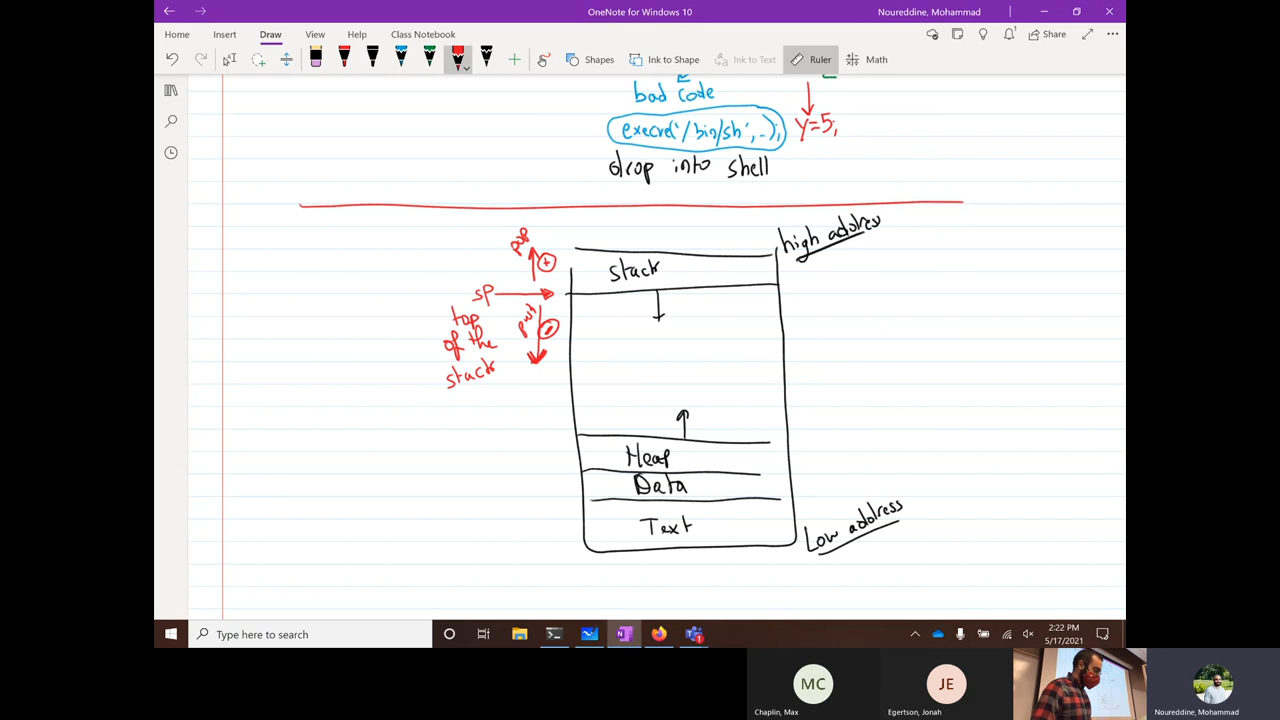 OneNote for Windows 10
Noureddine, Mohammad
Home
Insert
Draw
View
Help
Class Notebook
Share
Shapes
Ink to Shape
Ink to Text
Ruler
Math
bad code
execve('/bin/sh',..);
y=5;
drop into shell
high address
pop
+
stack
sp
top
of the
stack
push
-
Heap
Data
Text
Low address
Type here to search
2:22 PM
5/17/2021
1
MC
Chaplin, Max
JE
Egertson, Jonah
Noureddine, Mohammad